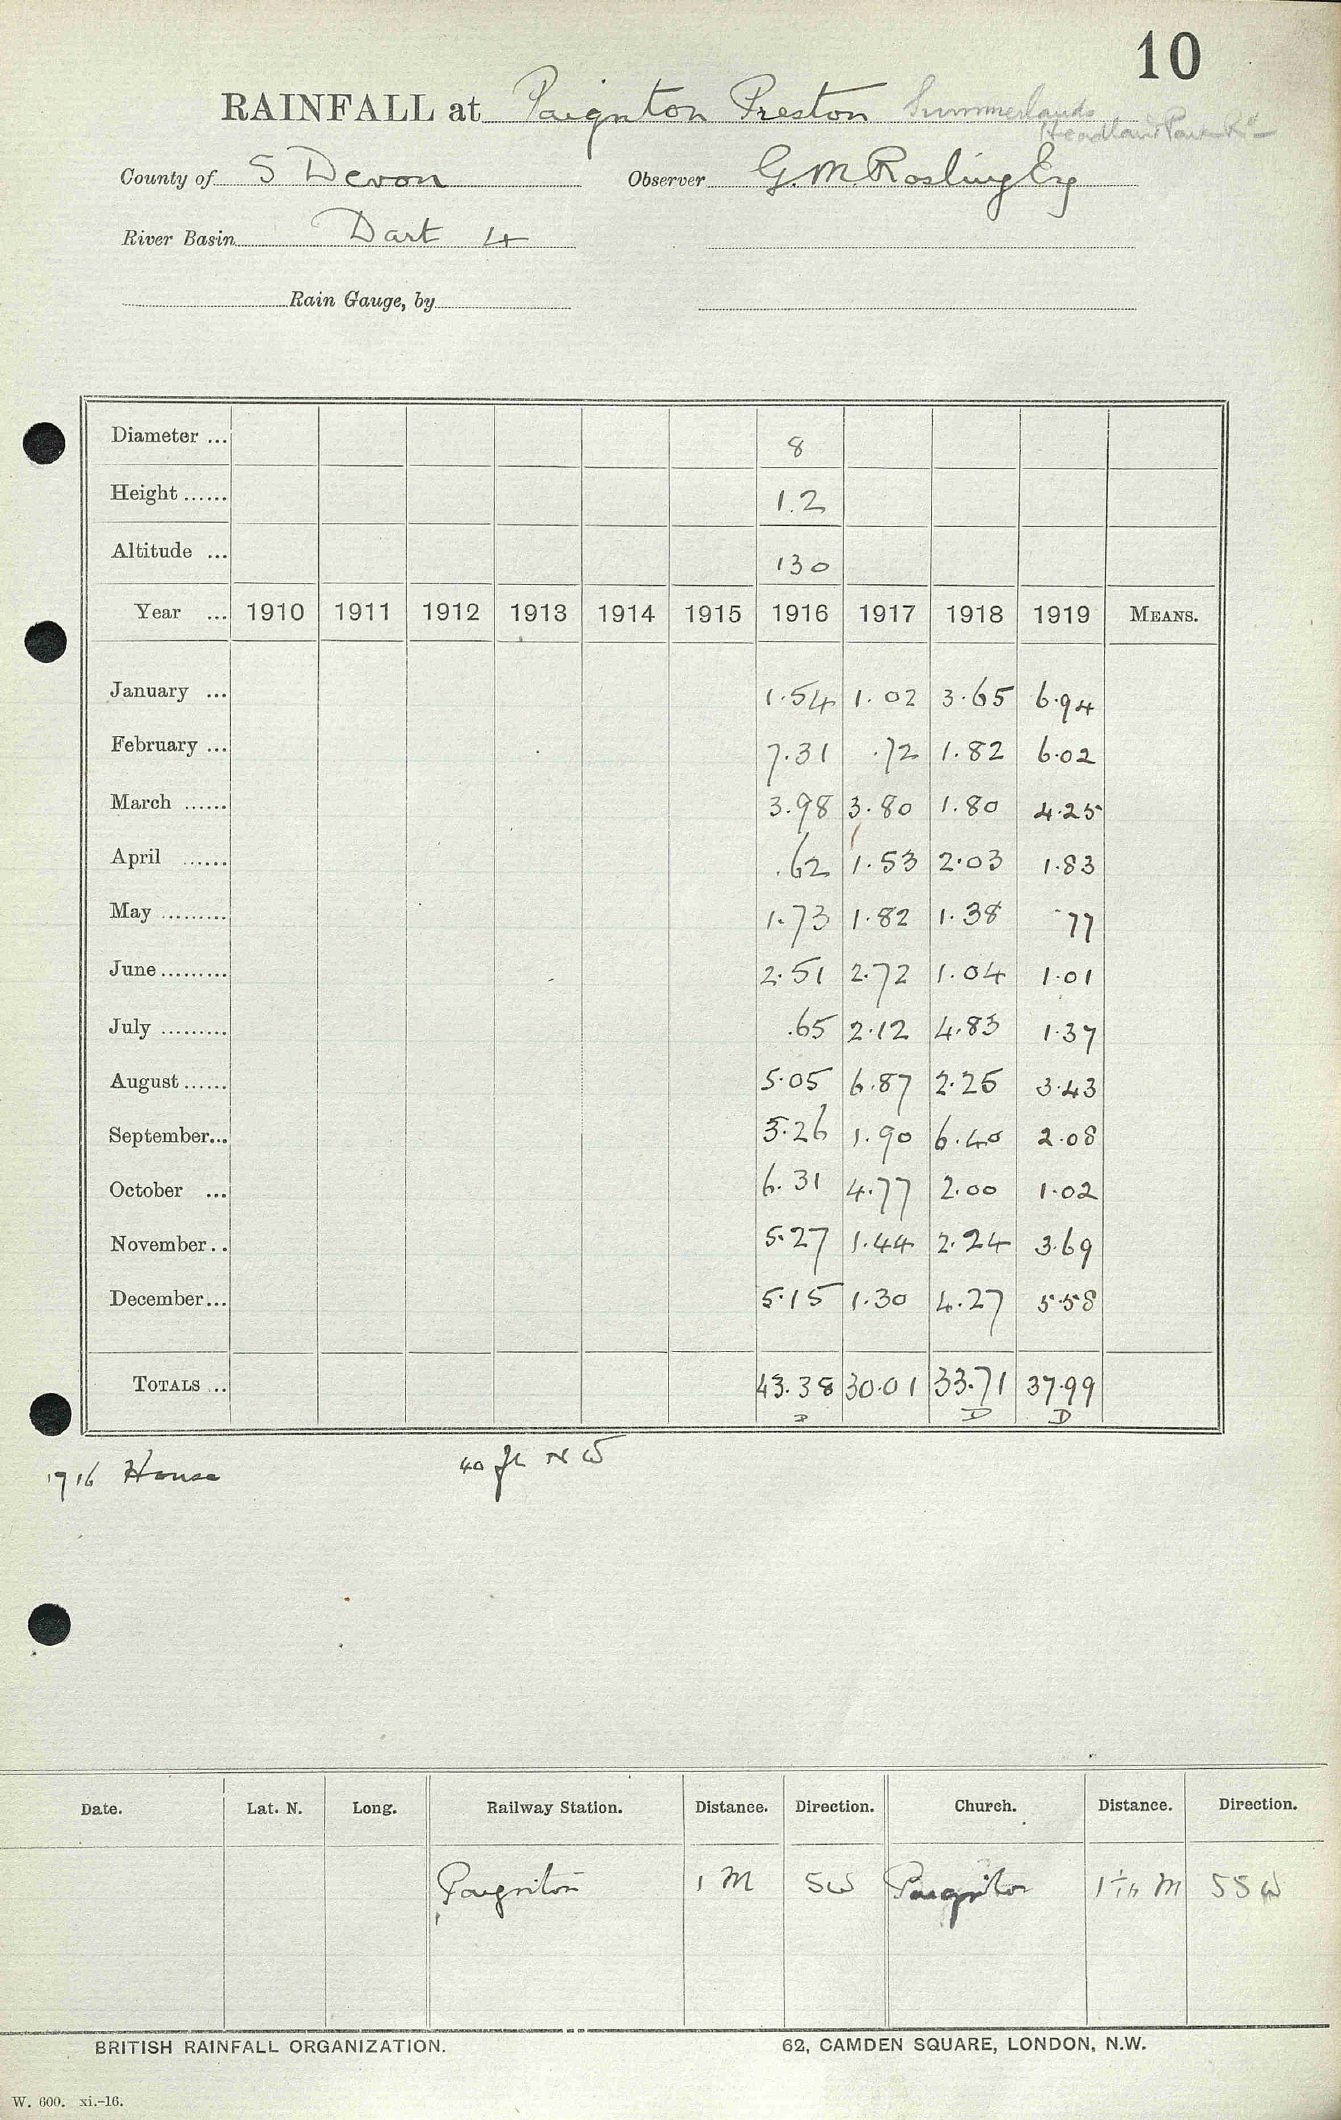 10
RAINFALL at Paignton Preston Summerlands
Headland Park Rd
County of S Devon Observer G. M. Rosling Esq
River Basin Dart 4
Rain Gauge, by
Diameter ... 8
Height ...... 1.2
Altitude ... 130
Year ... 1910 1911 1912 1913 1914 1915 1916 1917 1918 1919 MEANS.
January ... 1.54 1.02 3.65 6.94
February ... 7.31 .72 1.82 6.02
March ...... 3.98 3.80 1.80 4.25
April ...... .62 1.53 2.03 1.83
May ......... 1.73 1.82 1.38 .77
June ......... 2.51 2.72 1.04 1.01
July ......... .65 2.12 4.83 1.37
August ...... 5.05 6.87 2.25 3.43
September... 3.26 1.90 6.40 2.08
October ... 6.31 4.77 2.00 1.02
November.. 5.27 1.44 2.24 3.69
December... 5.15 1.30 4.27 5.58
TOTALS ... 43.38 30.01 33.71 37.99
D D D
1916 House 40 ft NW
Date. Lat. N. Long. Railway Station. Distance. Direction. Church. Distance. Direction.
Paignton 1 M SW Paignton M SSW
BRITISH RAINFALL ORGANIZATION. 62, CAMDEN SQUARE, LONDON, N.W.
W. 600. xi.-16.